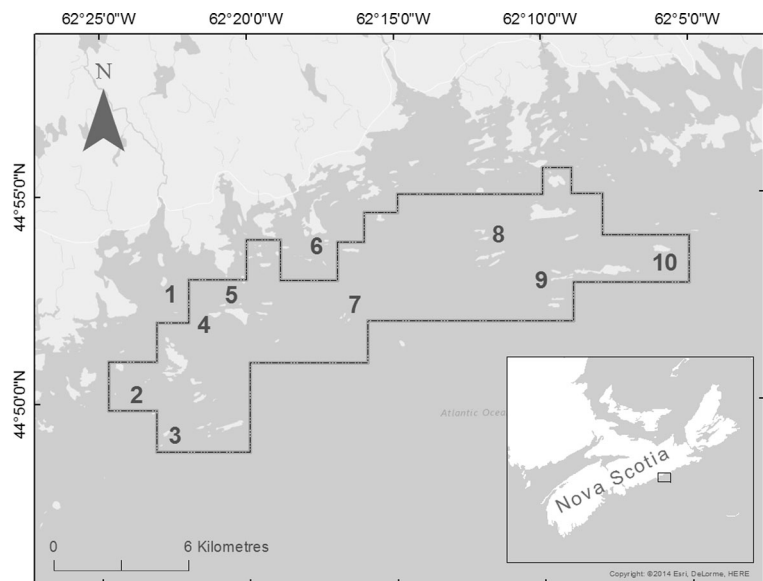 62°25'0"W 62°20'0"W 62°15'0"W 62°10'0"W 62°5'0"W
N
44°55'0"N
8
6
10
1
5
9
7
4
44°50'0"N
2
Atlantic Ocea
3
Nova Scotia
0 6 Kilometres
Copyright: ©2014 Esri, DeLorme, HERE